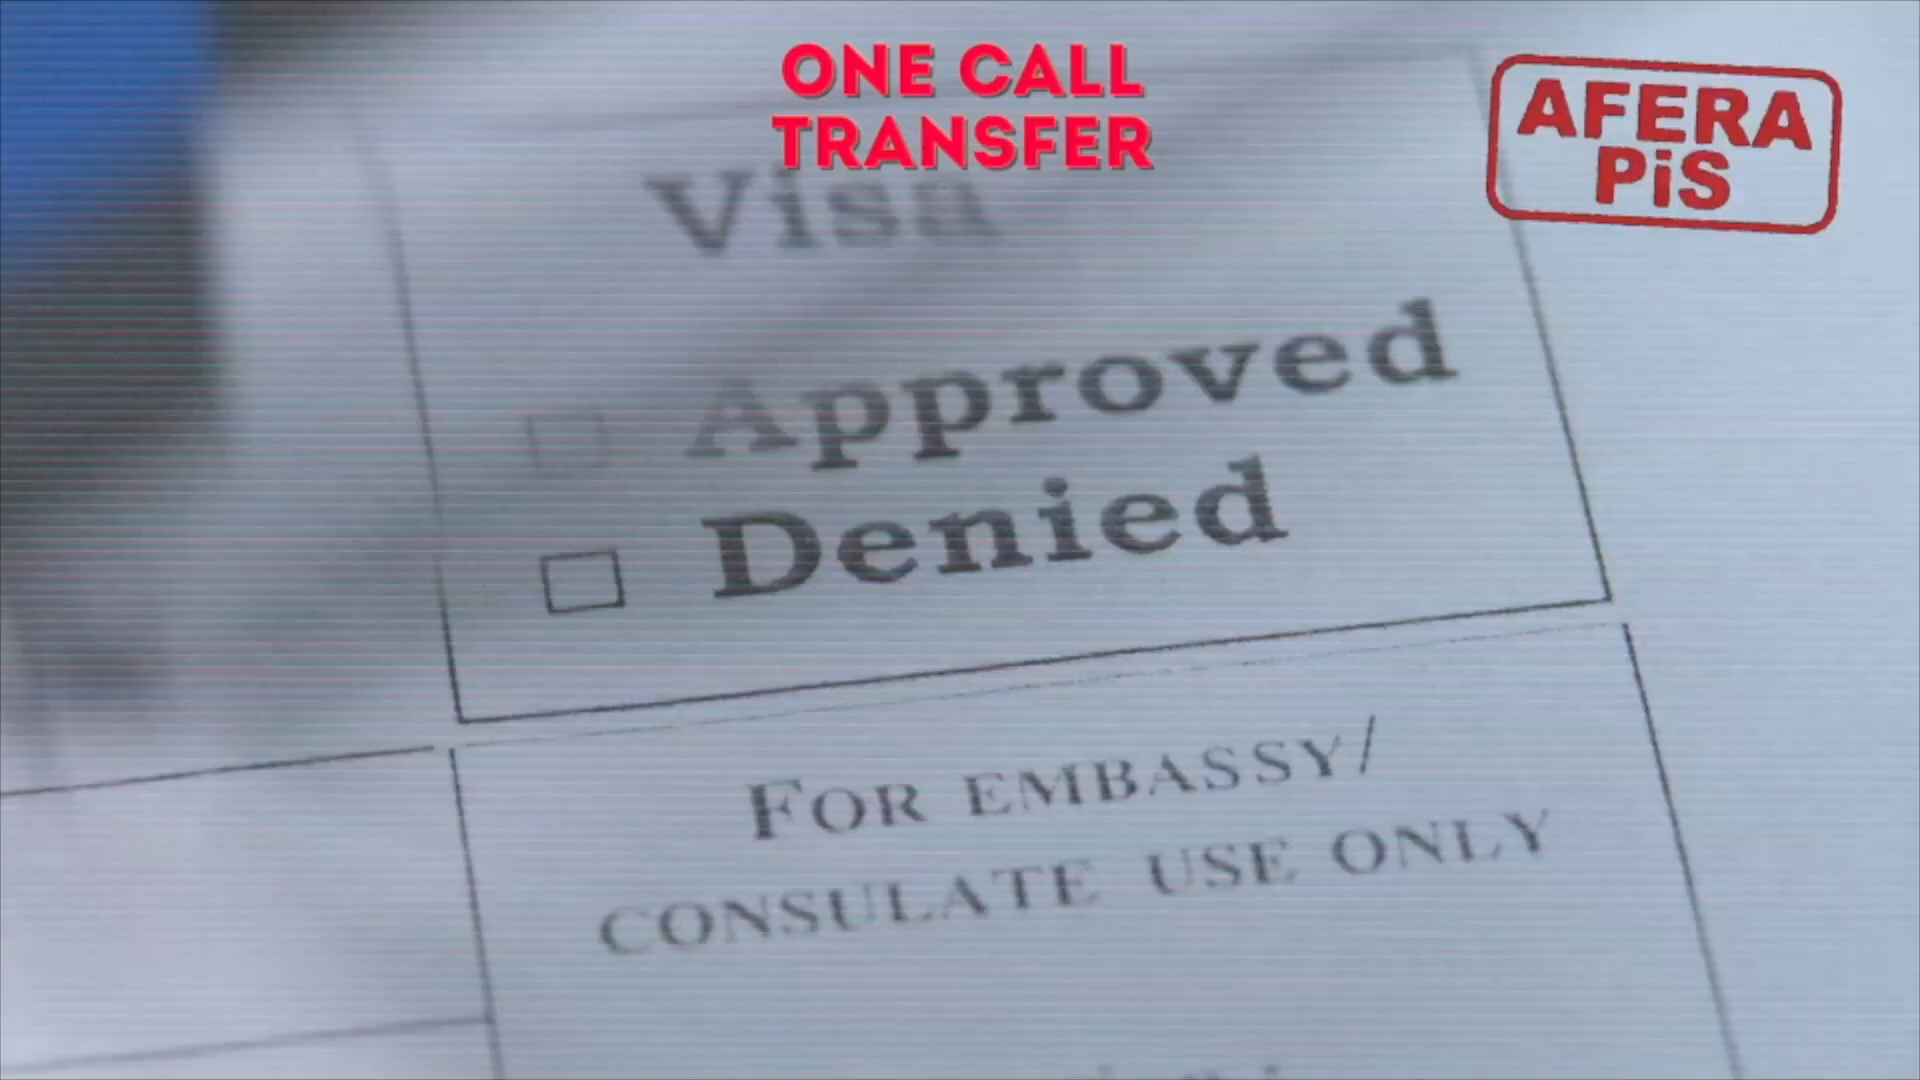 ONE CALL
TRANSFER
AFERA
PiS
Visa
Approved
Denied
FOR EMBASSY/
CONSULATE USE ONLY